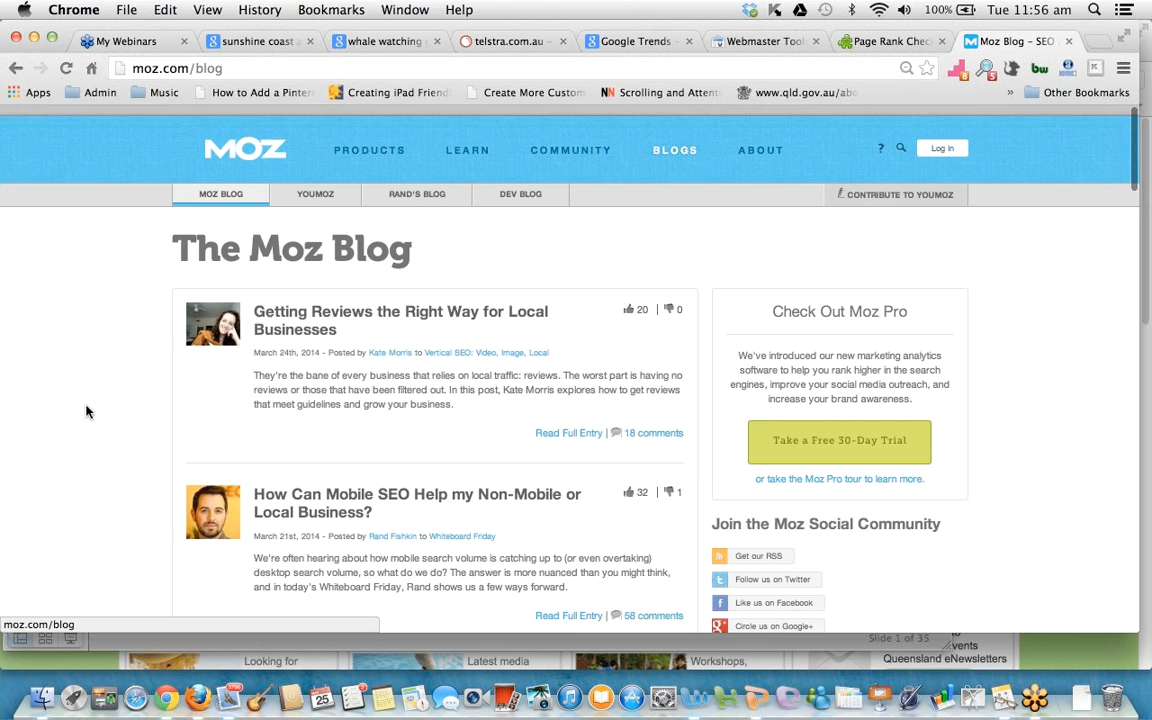 Chrome File Edit View History Bookmarks Window Help 100% Tue 11:56 am
My Webinars sunshine coast whale watching telstra.com.au Google Trends Webmaster Tool Page Rank Chec Moz Blog – SEO
moz.com/blog
Apps Admin Music How to Add a Pinter Creating iPad Friend Create More Custom Scrolling and Attent www.qld.gov.au/abo » Other Bookmarks
MOZ PRODUCTS LEARN COMMUNITY BLOGS ABOUT ? Log In
MOZ BLOG YOUMOZ RAND'S BLOG DEV BLOG CONTRIBUTE TO YOUMOZ
The Moz Blog
Getting Reviews the Right Way for Local
Businesses
20 | 0
March 24th, 2014 - Posted by Kate Morris to Vertical SEO: Video, Image, Local
They're the bane of every business that relies on local traffic: reviews. The worst part is having no
reviews or those that have been filtered out. In this post, Kate Morris explores how to get reviews
that meet guidelines and grow your business.
Read Full Entry | 18 comments
How Can Mobile SEO Help my Non-Mobile or
Local Business?
32 | 1
March 21st, 2014 - Posted by Rand Fishkin to Whiteboard Friday
We're often hearing about how mobile search volume is catching up to (or even overtaking)
desktop search volume, so what do we do? The answer is more nuanced than you might think,
and in today's Whiteboard Friday, Rand shows us a few ways forward.
Read Full Entry | 58 comments
Check Out Moz Pro
We've introduced our new marketing analytics
software to help you rank higher in the search
engines, improve your social media outreach, and
increase your brand awareness.
Take a Free 30-Day Trial
or take the Moz Pro tour to learn more.
Join the Moz Social Community
Get our RSS
Follow us on Twitter
Like us on Facebook
Circle us on Google+
moz.com/blog
Slide 1 of 35
Looking for Latest media Workshops, Queensland eNewsletters